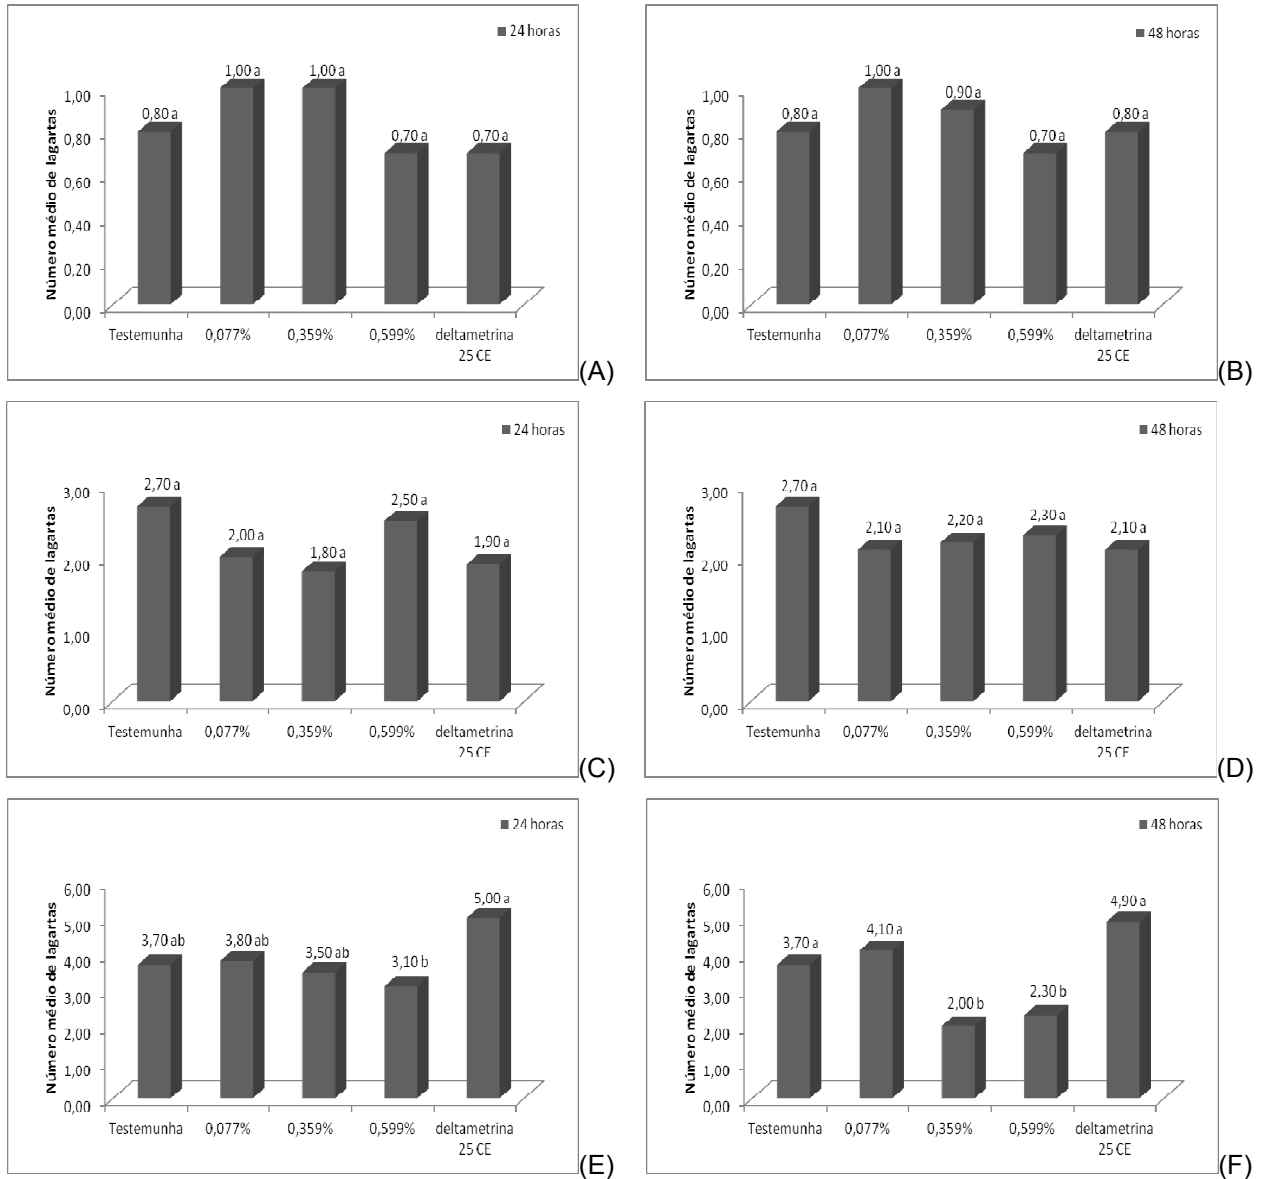 24 horas
Número médio de lagartas
1,00
0,80
0,60
0,40
0,20
0,00
0,80 a
1,00 a
1,00 a
0,70 a
0,70 a
Testemunha 0,077% 0,359% 0,599% deltametrina
25 CE
(A)
48 horas
Número médio de lagartas
1,00
0,80
0,60
0,40
0,20
0,00
0,80 a
1,00 a
0,90 a
0,70 a
0,80 a
Testemunha 0,077% 0,359% 0,599% deltametrina
25 CE
(B)
24 horas
Número médio de lagartas
3,00
2,00
1,00
0,00
2,70 a
2,00 a
1,80 a
2,50 a
1,90 a
Testemunha 0,077% 0,359% 0,599% deltametrina
25 CE
(C)
48 horas
Número médio de lagartas
3,00
2,00
1,00
0,00
2,70 a
2,10 a
2,20 a
2,30 a
2,10 a
Testemunha 0,077% 0,359% 0,599% deltametrina
25 CE
(D)
24 horas
Número médio de lagartas
6,00
5,00
4,00
3,00
2,00
1,00
0,00
3,70 ab
3,80 ab
3,50 ab
3,10 b
5,00 a
Testemunha 0,077% 0,359% 0,599% deltametrina
25 CE
(E)
48 horas
Número médio de lagartas
6,00
5,00
4,00
3,00
2,00
1,00
0,00
3,70 a
4,10 a
2,00 b
2,30 b
4,90 a
Testemunha 0,077% 0,359% 0,599% deltametrina
25 CE
(F)